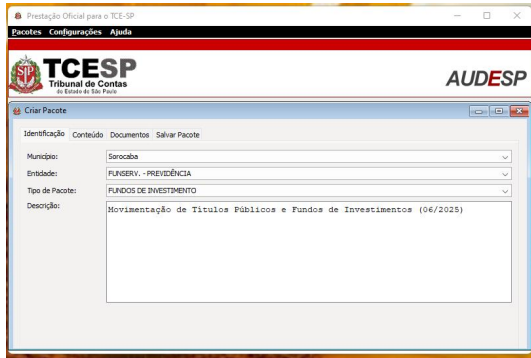 Prestação Oficial para o TCE-SP
Pacotes Configurações Ajuda
TCESP
Tribunal de Contas
do Estado de São Paulo
AUDESP
Criar Pacote
Identificação Conteúdo Documentos Salvar Pacote
Município: Sorocaba
Entidade: FUNSERV. - PREVIDÊNCIA
Tipo de Pacote: FUNDOS DE INVESTIMENTO
Descrição: Movimentação de Títulos Públicos e Fundos de Investimentos (06/2025)